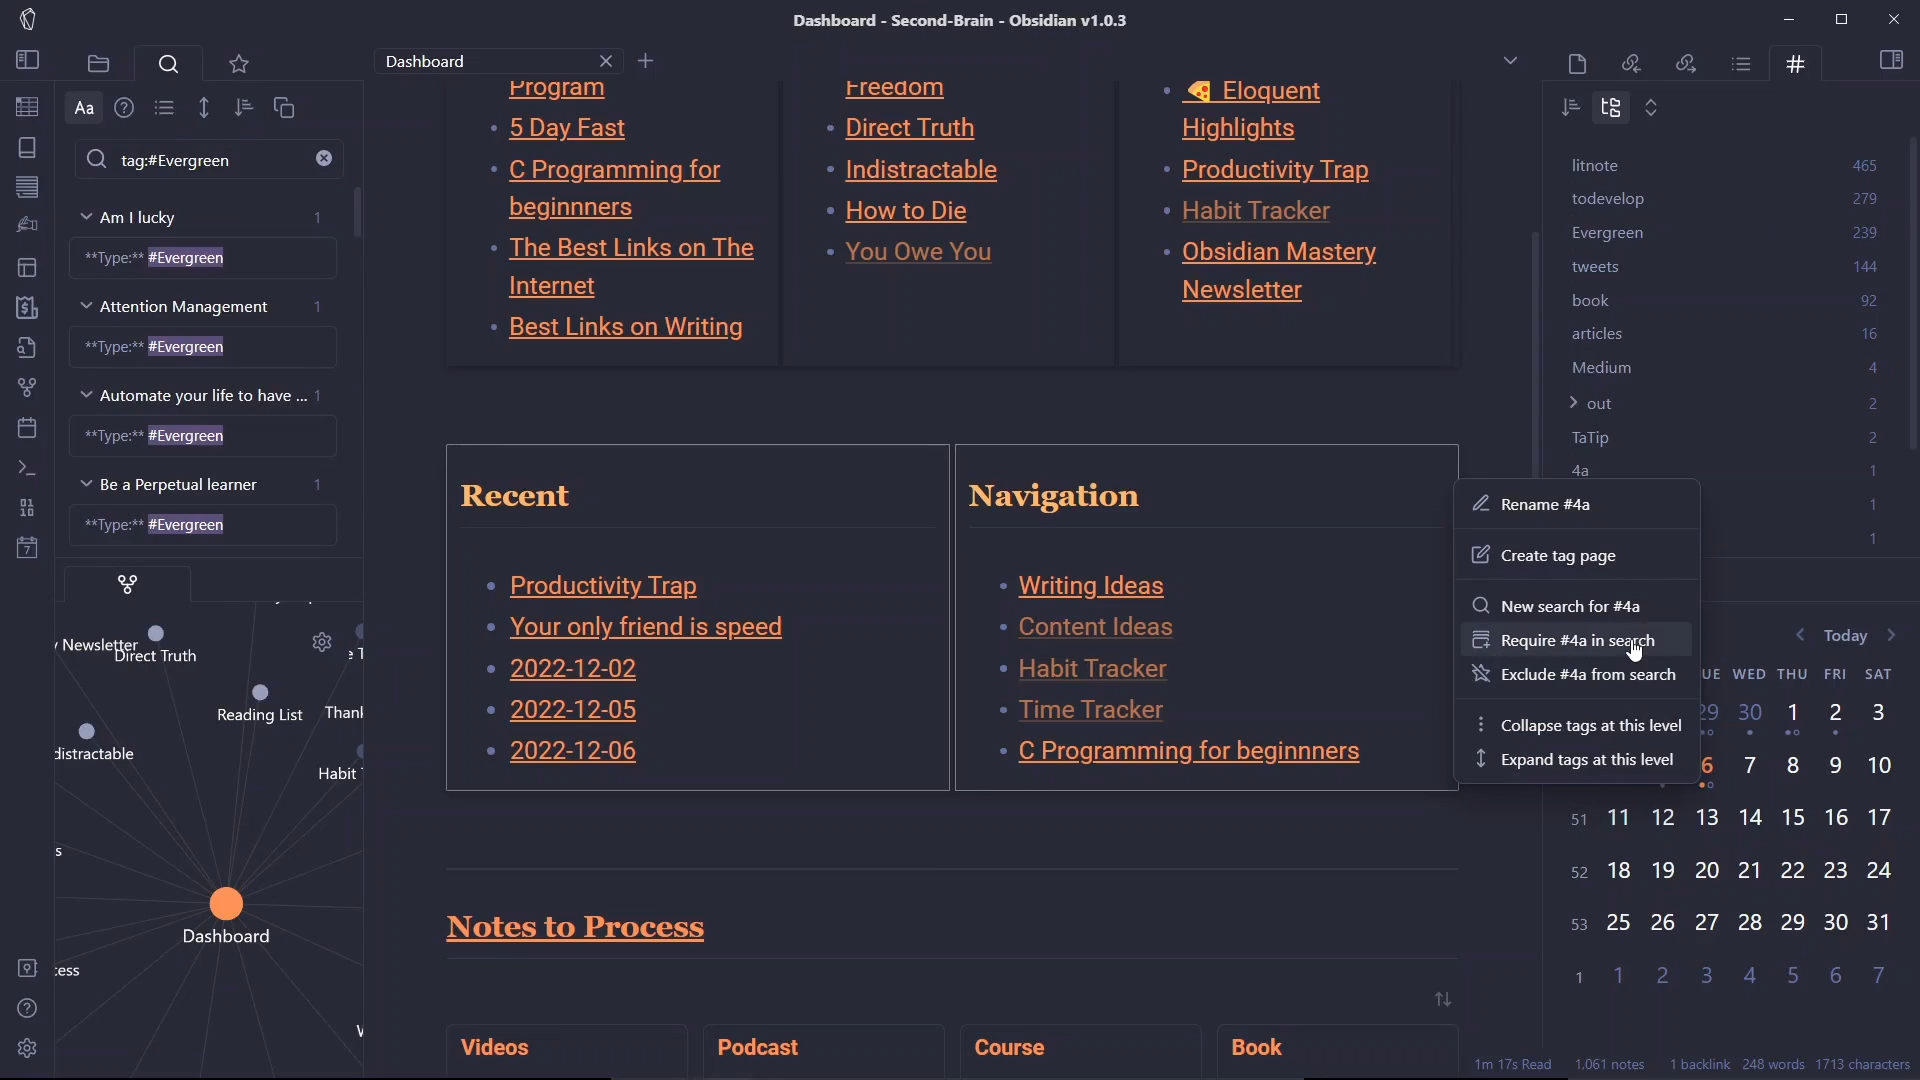 Dashboard - Second-Brain - Obsidian v1.0.3
Dashboard
Aa
tag:#Evergreen
Am I lucky 1
**Type:** #Evergreen
Attention Management 1
**Type:** #Evergreen
Automate your life to have ... 1
**Type:** #Evergreen
Be a Perpetual learner 1
**Type:** #Evergreen
Newsletter
Direct Truth
Reading List
Thank
distractable
Habit T
s
Dashboard
cess
Program
5 Day Fast
C Programming for
beginnners
The Best Links on The
Internet
Best Links on Writing
Freedom
Direct Truth
Indistractable
How to Die
You Owe You
🍕 Eloquent
Highlights
Productivity Trap
Habit Tracker
Obsidian Mastery
Newsletter
Recent
Productivity Trap
Your only friend is speed
2022-12-02
2022-12-05
2022-12-06
Navigation
Writing Ideas
Content Ideas
Habit Tracker
Time Tracker
C Programming for beginnners
Notes to Process
Videos Podcast Course Book
litnote 465
todevelop 279
Evergreen 239
tweets 144
book 92
articles 16
Medium 4
out 2
TaTip 2
4a 1
1
1
Rename #4a
Create tag page
New search for #4a
Require #4a in search
Exclude #4a from search
Collapse tags at this level
Expand tags at this level
Today
UE WED THU FRI SAT
29 30 1 2 3
6 7 8 9 10
51 11 12 13 14 15 16 17
52 18 19 20 21 22 23 24
53 25 26 27 28 29 30 31
1 1 2 3 4 5 6 7
1m 17s Read 1,061 notes 1 backlink 248 words 1713 characters